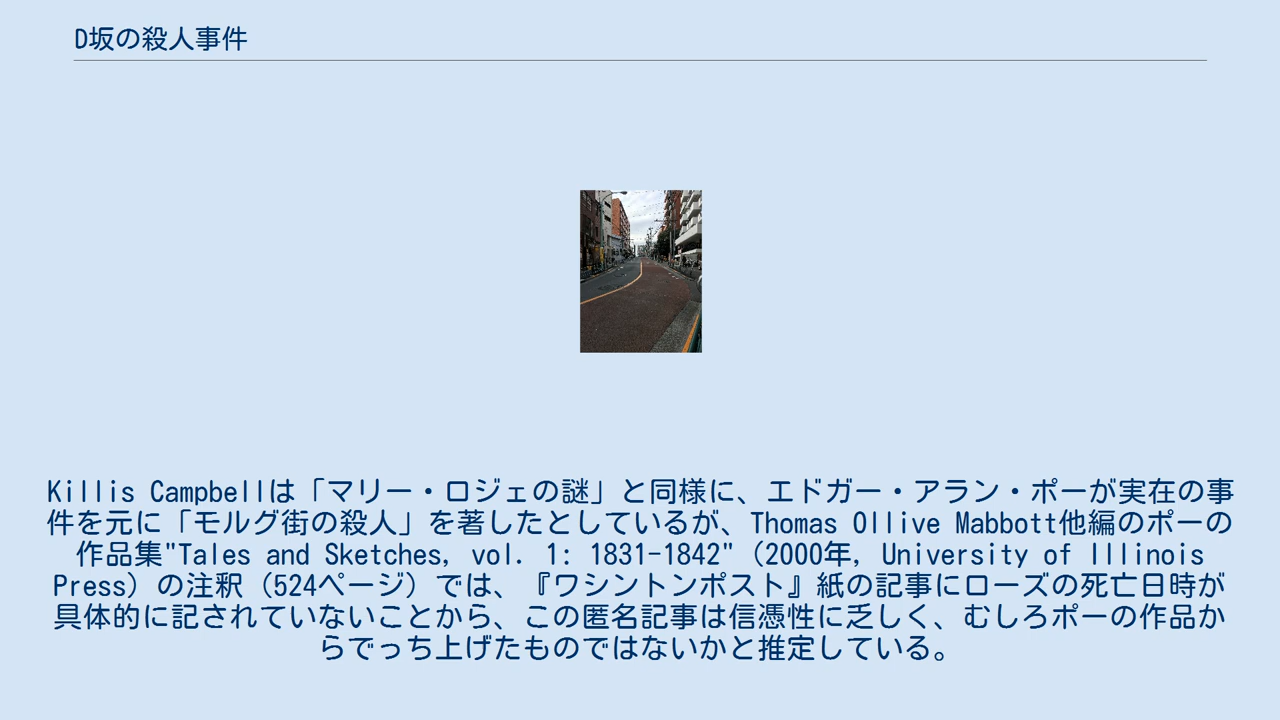 D坂の殺人事件
Killis Campbellは「マリー・ロジェの謎」と同様に、エドガー・アラン・ポーが実在の事
件を元に「モルグ街の殺人」を著したとしているが、Thomas Ollive Mabbott他編のポーの
作品集"Tales and Sketches, vol. 1: 1831-1842"（2000年, University of Illinois
Press）の注釈（524ページ）では、『ワシントンポスト』紙の記事にローズの死亡日時が
具体的に記されていないことから、この匿名記事は信憑性に乏しく、むしろポーの作品か
らでっち上げたものではないかと推定している。